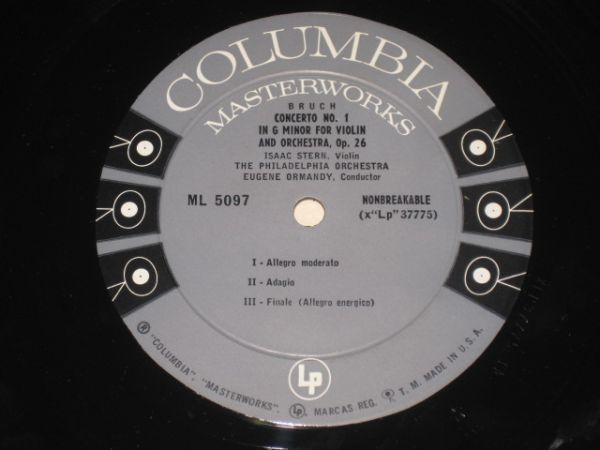 COLUMBIA
MASTERWORKS
BRUCH
CONCERTO NO. 1
IN G MINOR FOR VIOLIN
AND ORCHESTRA, Op. 26
ISAAC STERN, Violin
THE PHILADELPHIA ORCHESTRA
EUGENE ORMANDY, Conductor
ML 5097
NONBREAKABLE
(x"Lp"37775)
I - Allegro moderato
II - Adagio
III - Finale (Allegro energico)
Lp
® "COLUMBIA", "MASTERWORKS", Lp, MARCAS REG. T. M. MADE IN U.S.A.